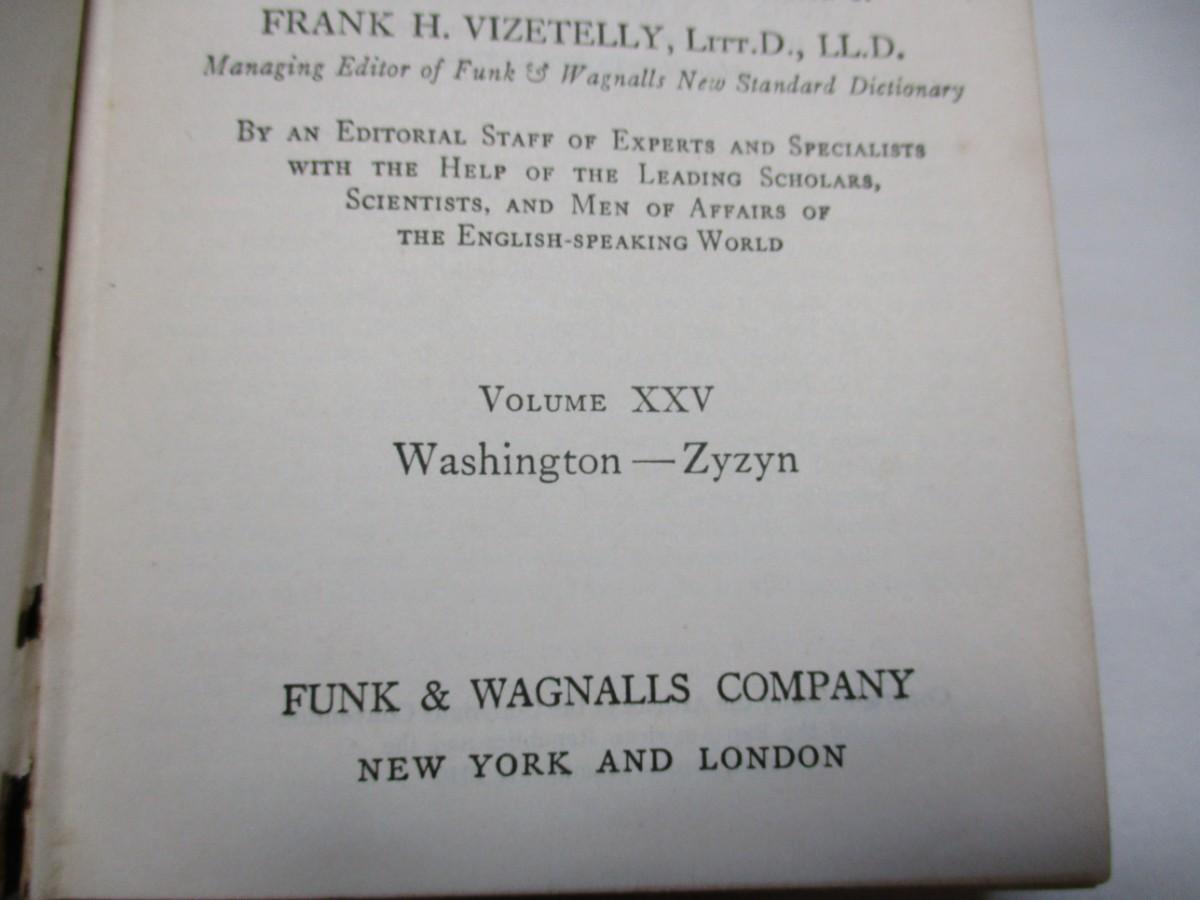 FRANK H. VIZETELLY, LITT.D., LL.D.
Managing Editor of Funk & Wagnalls New Standard Dictionary
BY AN EDITORIAL STAFF OF EXPERTS AND SPECIALISTS
WITH THE HELP OF THE LEADING SCHOLARS,
SCIENTISTS, AND MEN OF AFFAIRS OF
THE ENGLISH-SPEAKING WORLD
VOLUME XXV
Washington — Zyzyn
FUNK & WAGNALLS COMPANY
NEW YORK AND LONDON